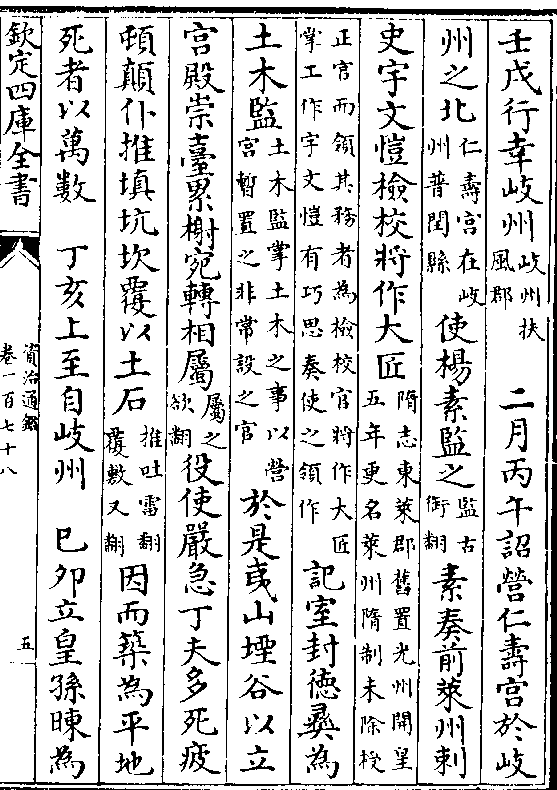 壬戌行幸岐州岐州扶風郡 二月丙午詔營仁壽宮於岐
州之北仁壽宮在岐州普閏縣使楊素監之監古銜翻素奏前萊州刺
史宇文愷檢校將作大匠隋志東萊郡舊置光州開皇五年更名萊州隋制未除授
正官而領其務者為檢校官將作大匠掌工作宇文愷有巧思奏使之領作記室封德彞為
土木監土木監掌土木之事以營宮暫置之非常設之官於是夷山堙谷以立
宮殿崇臺累榭宛轉相屬屬之欲翻役使嚴急丁夫多死疲
頓顛仆推填坑坎覆以土石推吐雷翻覆敷又翻因而築為平地
死者以萬數 丁亥上至自岐州 巳卯立皇孫暕為
欽定四庫全書
資治通鑑
卷一百七十八
五